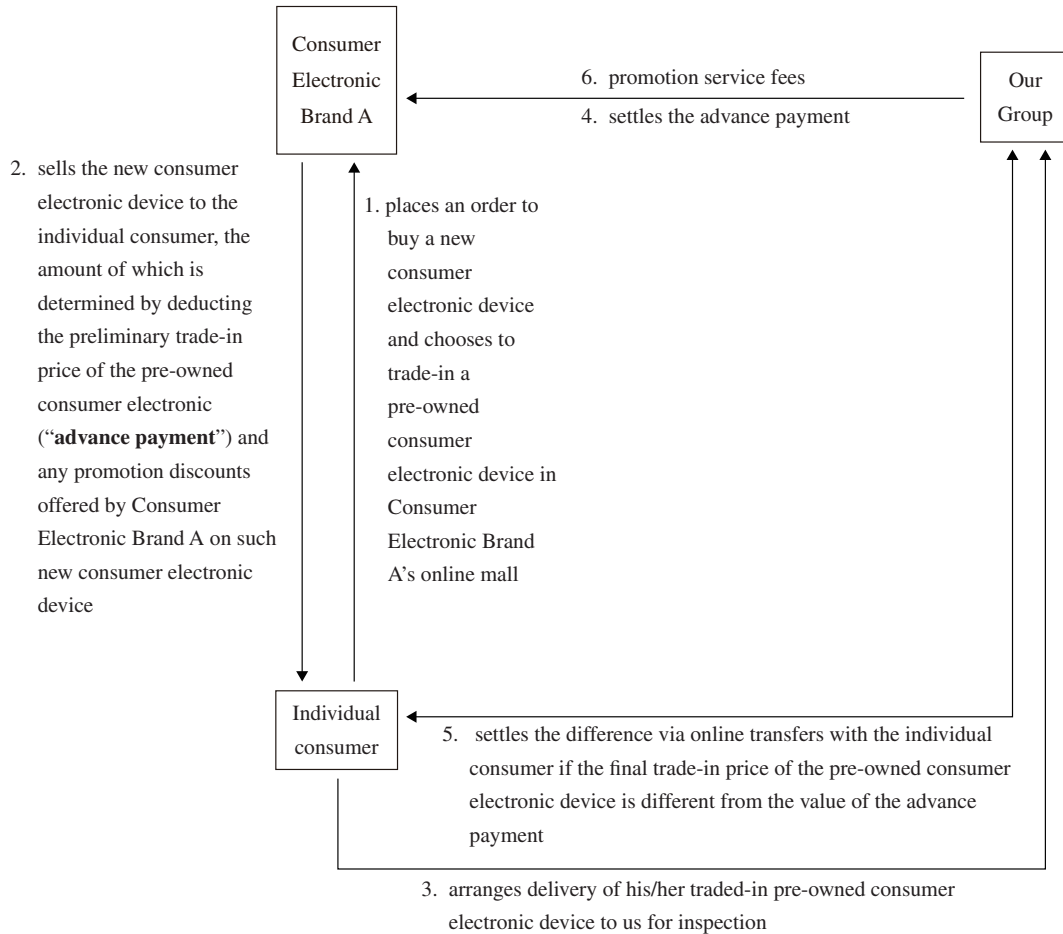 Consumer
Electronic
Brand A
6. promotion service fees
4. settles the advance payment
Our
Group
2. sells the new consumer
electronic device to the
individual consumer, the
amount of which is
determined by deducting
the preliminary trade-in
price of the pre-owned
consumer electronic
(“advance payment”) and
any promotion discounts
offered by Consumer
Electronic Brand A on such
new consumer electronic
device
1. places an order to
buy a new
consumer
electronic device
and chooses to
trade-in a
pre-owned
consumer
electronic device in
Consumer
Electronic Brand
A’s online mall
Individual
consumer
5. settles the difference via online transfers with the individual
consumer if the final trade-in price of the pre-owned consumer
electronic device is different from the value of the advance
payment
3. arranges delivery of his/her traded-in pre-owned consumer
electronic device to us for inspection